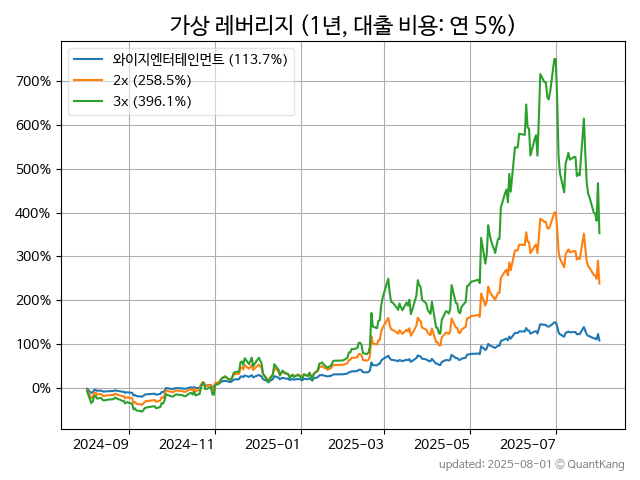 가상 레버리지 (1년, 대출 비용: 연 5%)
와이지엔터테인먼트 (113.7%)
2x (258.5%)
3x (396.1%)
700%
600%
500%
400%
300%
200%
100%
0%
2024-09 2024-11 2025-01 2025-03 2025-05 2025-07
updated: 2025-08-01 © QuantKang